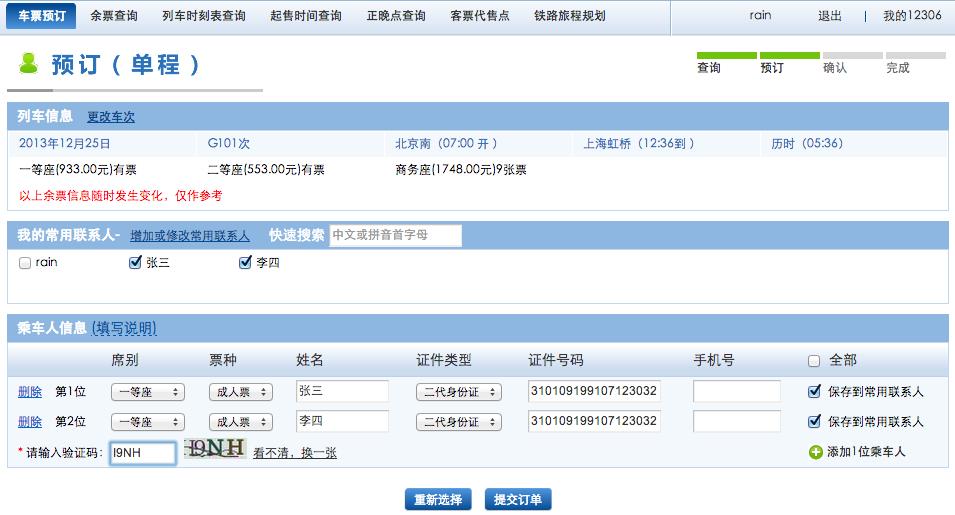 车票预订 余票查询 列车时刻表查询 起售时间查询 正晚点查询 客票代售点 铁路旅程规划 rain 退出 | 我的12306
预订（单程）
查询 预订 确认 完成
列车信息 更改车次
2013年12月25日 G101次 北京南（07:00 开） 上海虹桥（12:36到） 历时（05:36）
一等座(933.00元)有票 二等座(553.00元)有票 商务座(1748.00元)9张票
以上余票信息随时发生变化，仅作参考
我的常用联系人- 增加或修改常用联系人 快速搜索 中文或拼音首字母
rain 张三 李四
乘车人信息 (填写说明)
席别 票种 姓名 证件类型 证件号码 手机号 全部
删除 第1位 一等座 成人票 张三 二代身份证 310109199107123032 保存到常用联系人
删除 第2位 一等座 成人票 李四 二代身份证 310109199107123032 保存到常用联系人
*请输入验证码： I9NH I9NH 看不清，换一张 添加1位乘车人
重新选择 提交订单